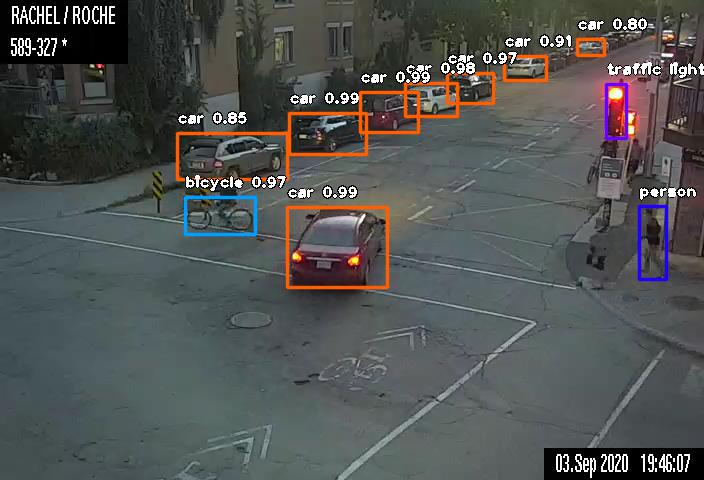 RACHEL / ROCHE
589-327 *
car 0.80
car 0.91
car 0.97
car 0.98
car 0.99
traffic light
car 0.99
car 0.85
bicycle 0.97
car 0.99
person
03.Sep 2020 19:46:07